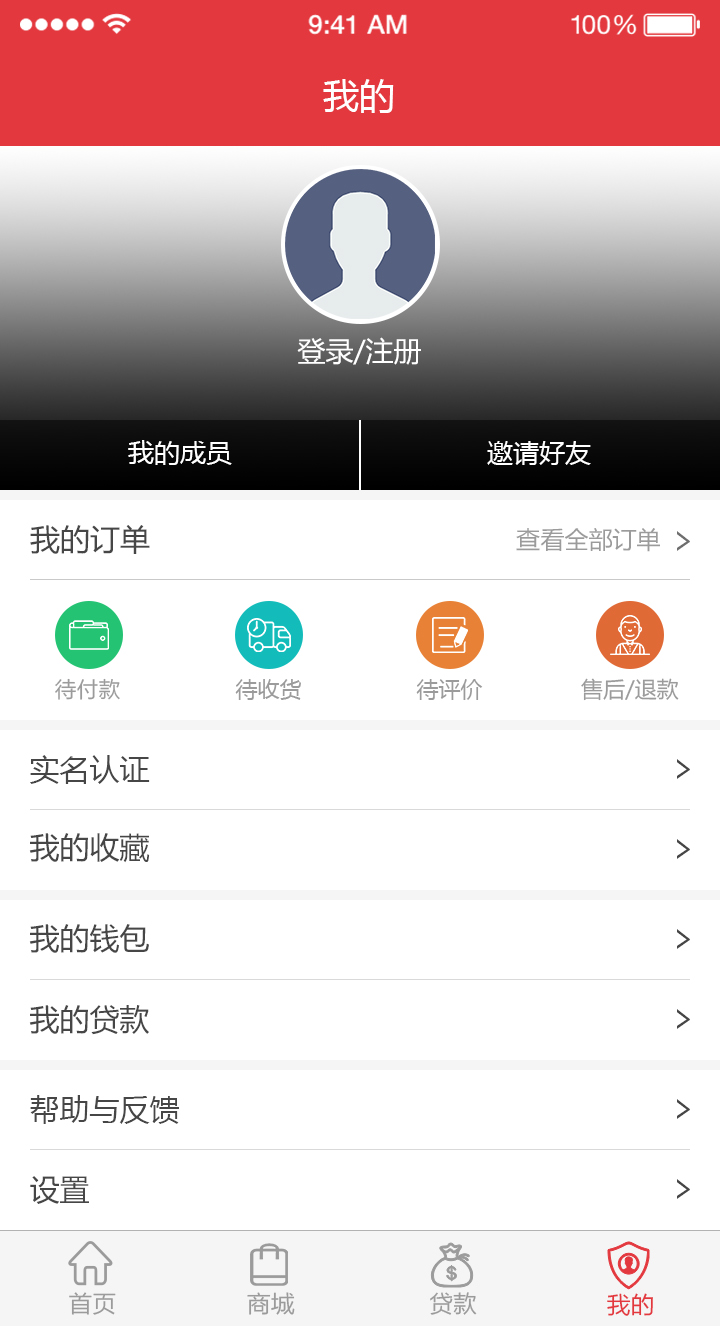 9:41 AM 100%
我的
登录/注册
我的成员 邀请好友
我的订单 查看全部订单
待付款 待收货 待评价 售后/退款
实名认证
我的收藏
我的钱包
我的贷款
帮助与反馈
设置
$
首页 商城 贷款 我的